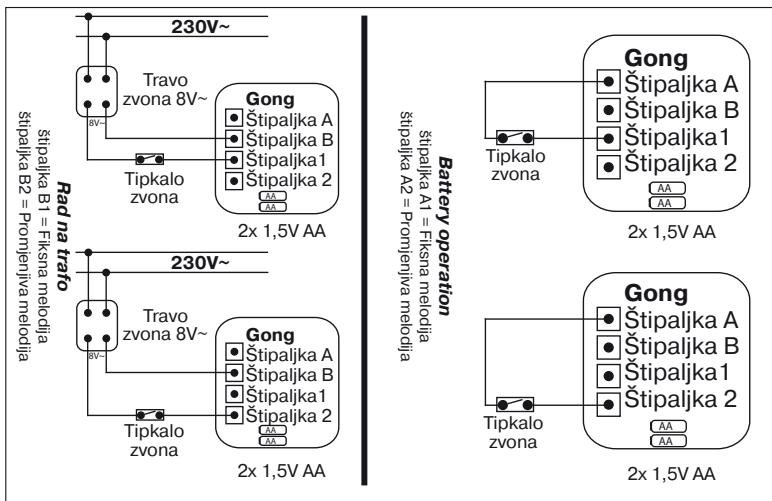 Rad na trafo
štipaljka B1 = Fiksna melodija
štipaljka B2 = Promjenjiva melodija
230V~
Travo
zvona 8V~
8V~
Tipkalo
zvona
Gong
Štipaljka A
Štipaljka B
Štipaljka1
Štipaljka 2
AA
AA
2x 1,5V AA
230V~
Travo
zvona 8V~
8V~
Tipkalo
zvona
Gong
Štipaljka A
Štipaljka B
Štipaljka1
Štipaljka 2
AA
AA
2x 1,5V AA
Battery operation
štipaljka A1 = Fiksna melodija
štipaljka A2 = Promjenjiva melodija
Tipkalo
zvona
Gong
Štipaljka A
Štipaljka B
Štipaljka1
Štipaljka 2
AA
AA
2x 1,5V AA
Tipkalo
zvona
Gong
Štipaljka A
Štipaljka B
Štipaljka1
Štipaljka 2
AA
AA
2x 1,5V AA